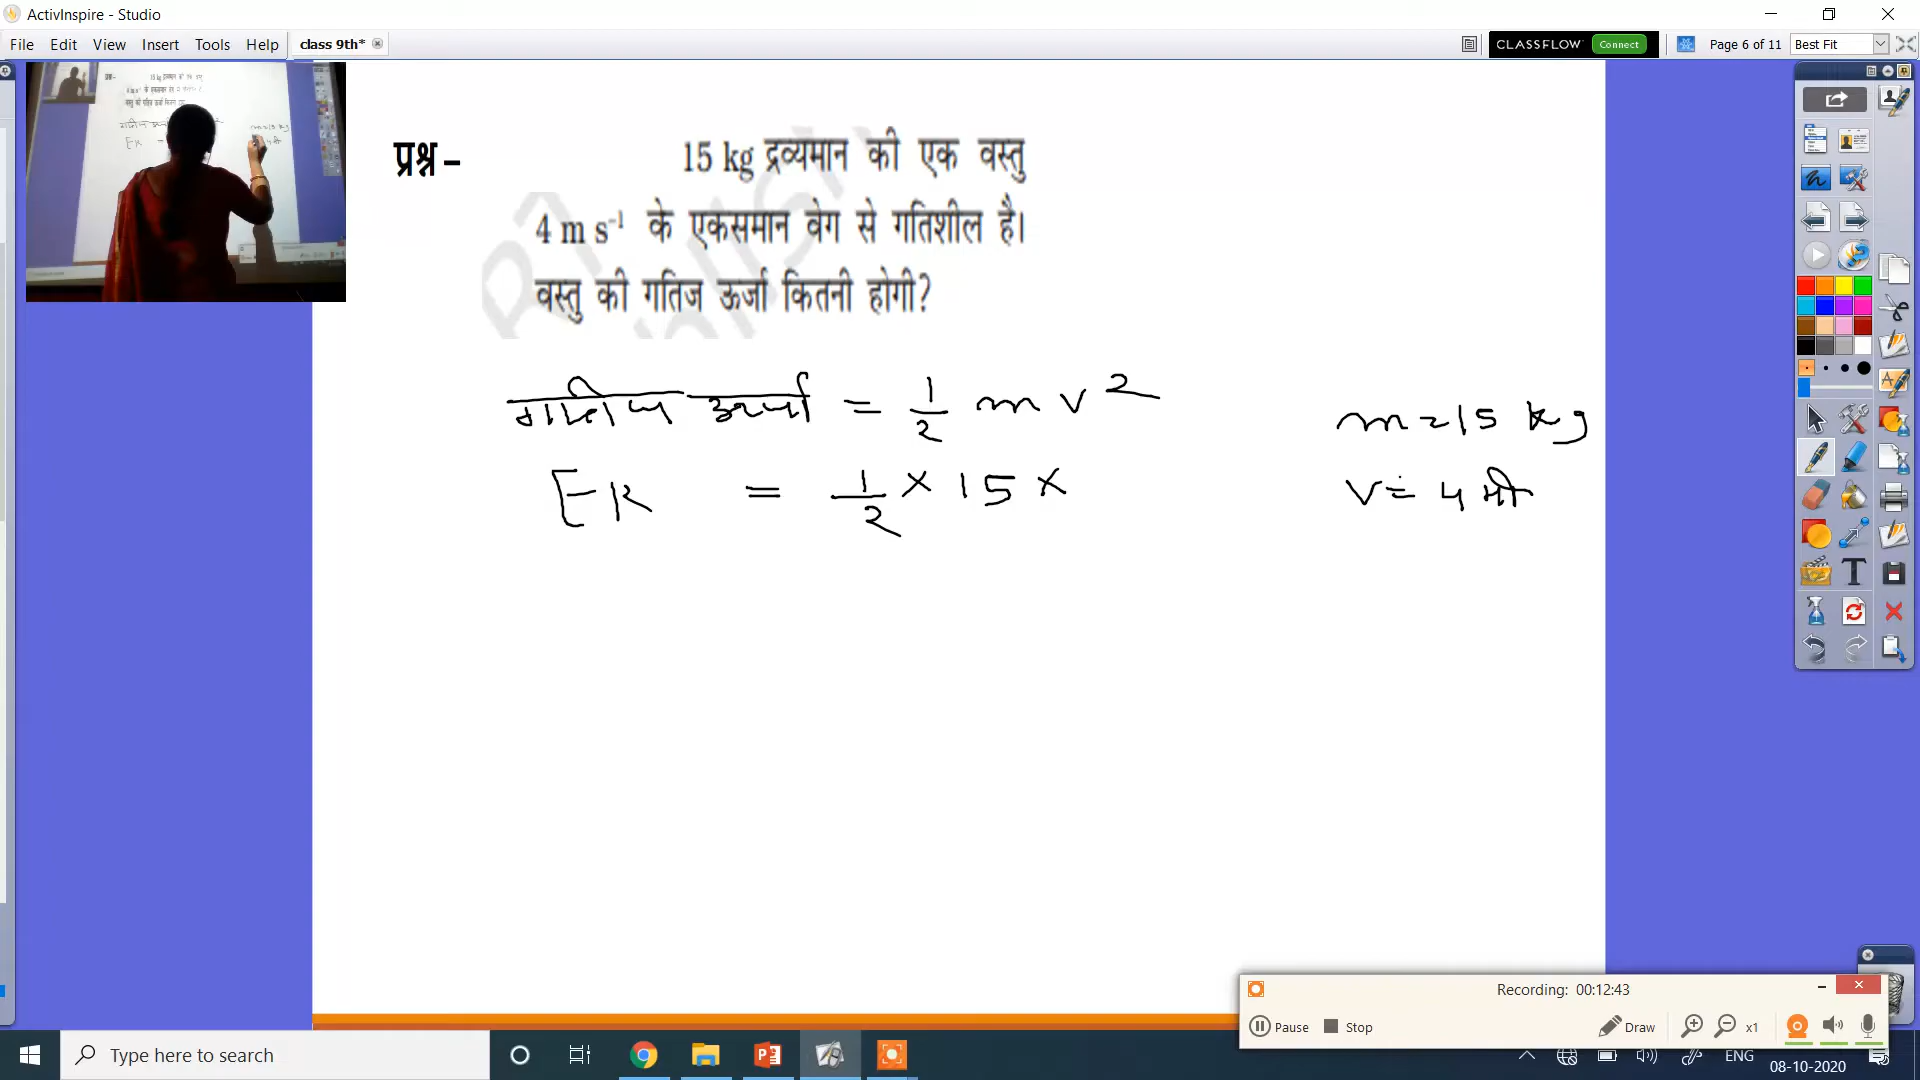 ActivInspire - Studio
File Edit View Insert Tools Help class 9th*
CLASSFLOW Connect Page 6 of 11 Best Fit
प्रश्न –
15 kg द्रव्यमान की एक वस्तु
4 m s⁻¹ के एकसमान वेग से गतिशील है।
वस्तु की गतिज ऊर्जा कितनी होगी?
गतिज ऊर्जा = 1/2 m v²
m = 15 kg
EK = 1/2 × 15 ×
v = 4 मी
Recording: 00:12:43
Pause Stop Draw x1
Type here to search
ENG
08-10-2020